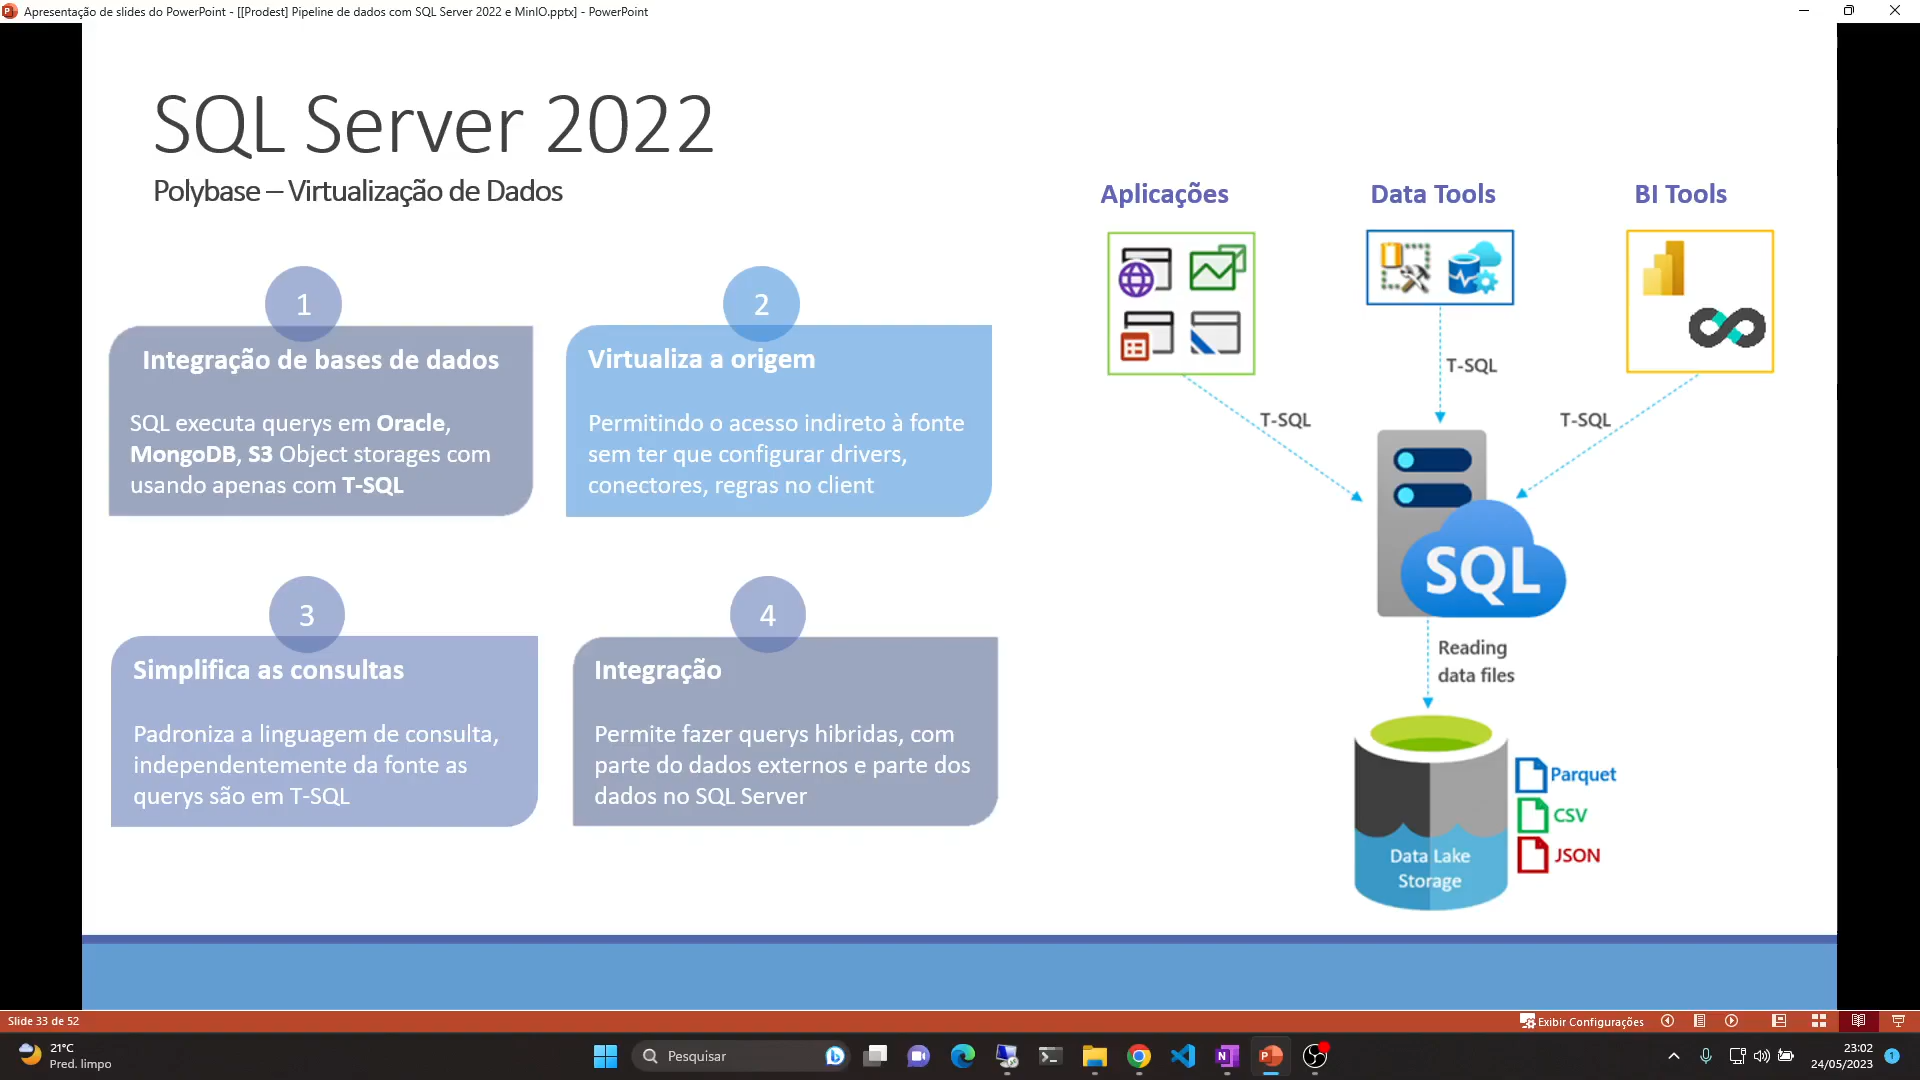 Apresentação de slides do PowerPoint - [[Prodest] Pipeline de dados com SQL Server 2022 e MinIO.pptx] - PowerPoint
SQL Server 2022
Polybase – Virtualização de Dados
1
Integração de bases de dados
SQL executa querys em Oracle,
MongoDB, S3 Object storages com
usando apenas com T-SQL
2
Virtualiza a origem
Permitindo o acesso indireto à fonte
sem ter que configurar drivers,
conectores, regras no client
3
Simplifica as consultas
Padroniza a linguagem de consulta,
independentemente da fonte as
querys são em T-SQL
4
Integração
Permite fazer querys hibridas, com
parte do dados externos e parte dos
dados no SQL Server
Aplicações
Data Tools
BI Tools
T-SQL
T-SQL
T-SQL
SQL
Reading
data files
Parquet
CSV
JSON
Data Lake
Storage
Slide 33 de 52
Exibir Configurações
21°C
Pred. limpo
Pesquisar
23:02
24/05/2023
1